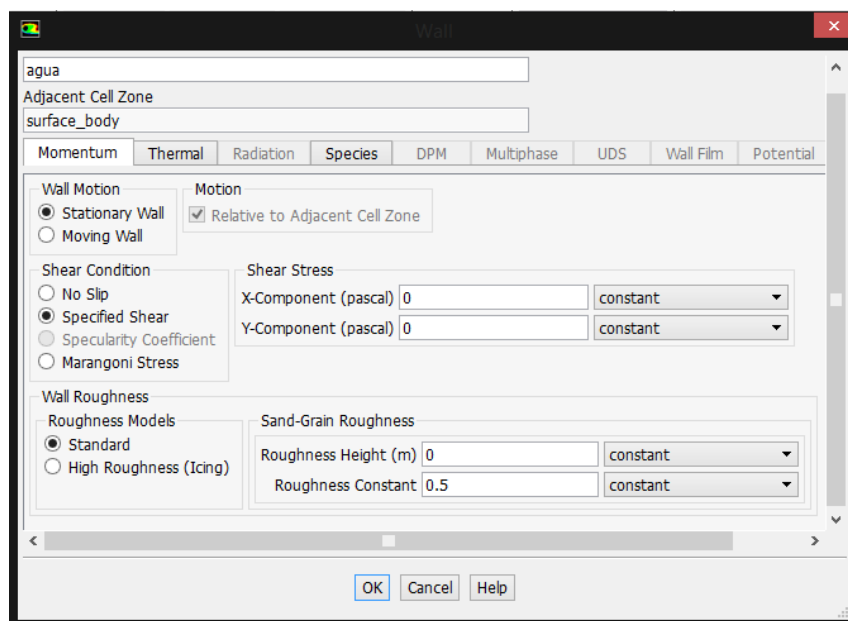 Wall
agua
Adjacent Cell Zone
surface_body
Momentum Thermal Radiation Species DPM Multiphase UDS Wall Film Potential
Wall Motion Motion
Stationary Wall Relative to Adjacent Cell Zone
Moving Wall
Shear Condition Shear Stress
No Slip X-Component (pascal) 0 constant
Specified Shear
Y-Component (pascal) 0 constant
Specularity Coefficient
Marangoni Stress
Wall Roughness
Roughness Models Sand-Grain Roughness
Standard Roughness Height (m) 0 constant
High Roughness (Icing)
Roughness Constant 0.5 constant
OK Cancel Help